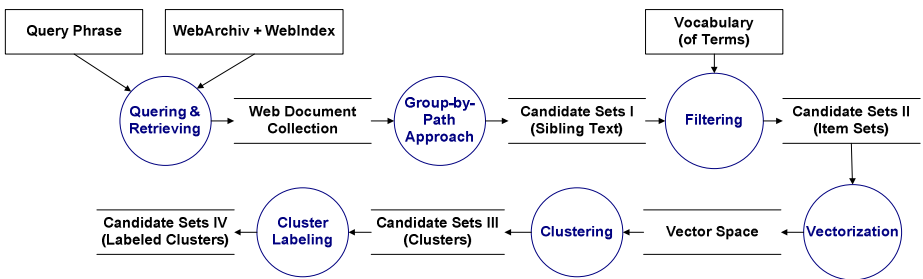 Query Phrase
WebArchiv + WebIndex
Vocabulary
(of Terms)
Quering &
Retrieving
Web Document
Collection
Group-by-
Path
Approach
Candidate Sets I
(Sibling Text)
Filtering
Candidate Sets II
(Item Sets)
Candidate Sets IV
(Labeled Clusters)
Cluster
Labeling
Candidate Sets III
(Clusters)
Clustering
Vector Space
Vectorization